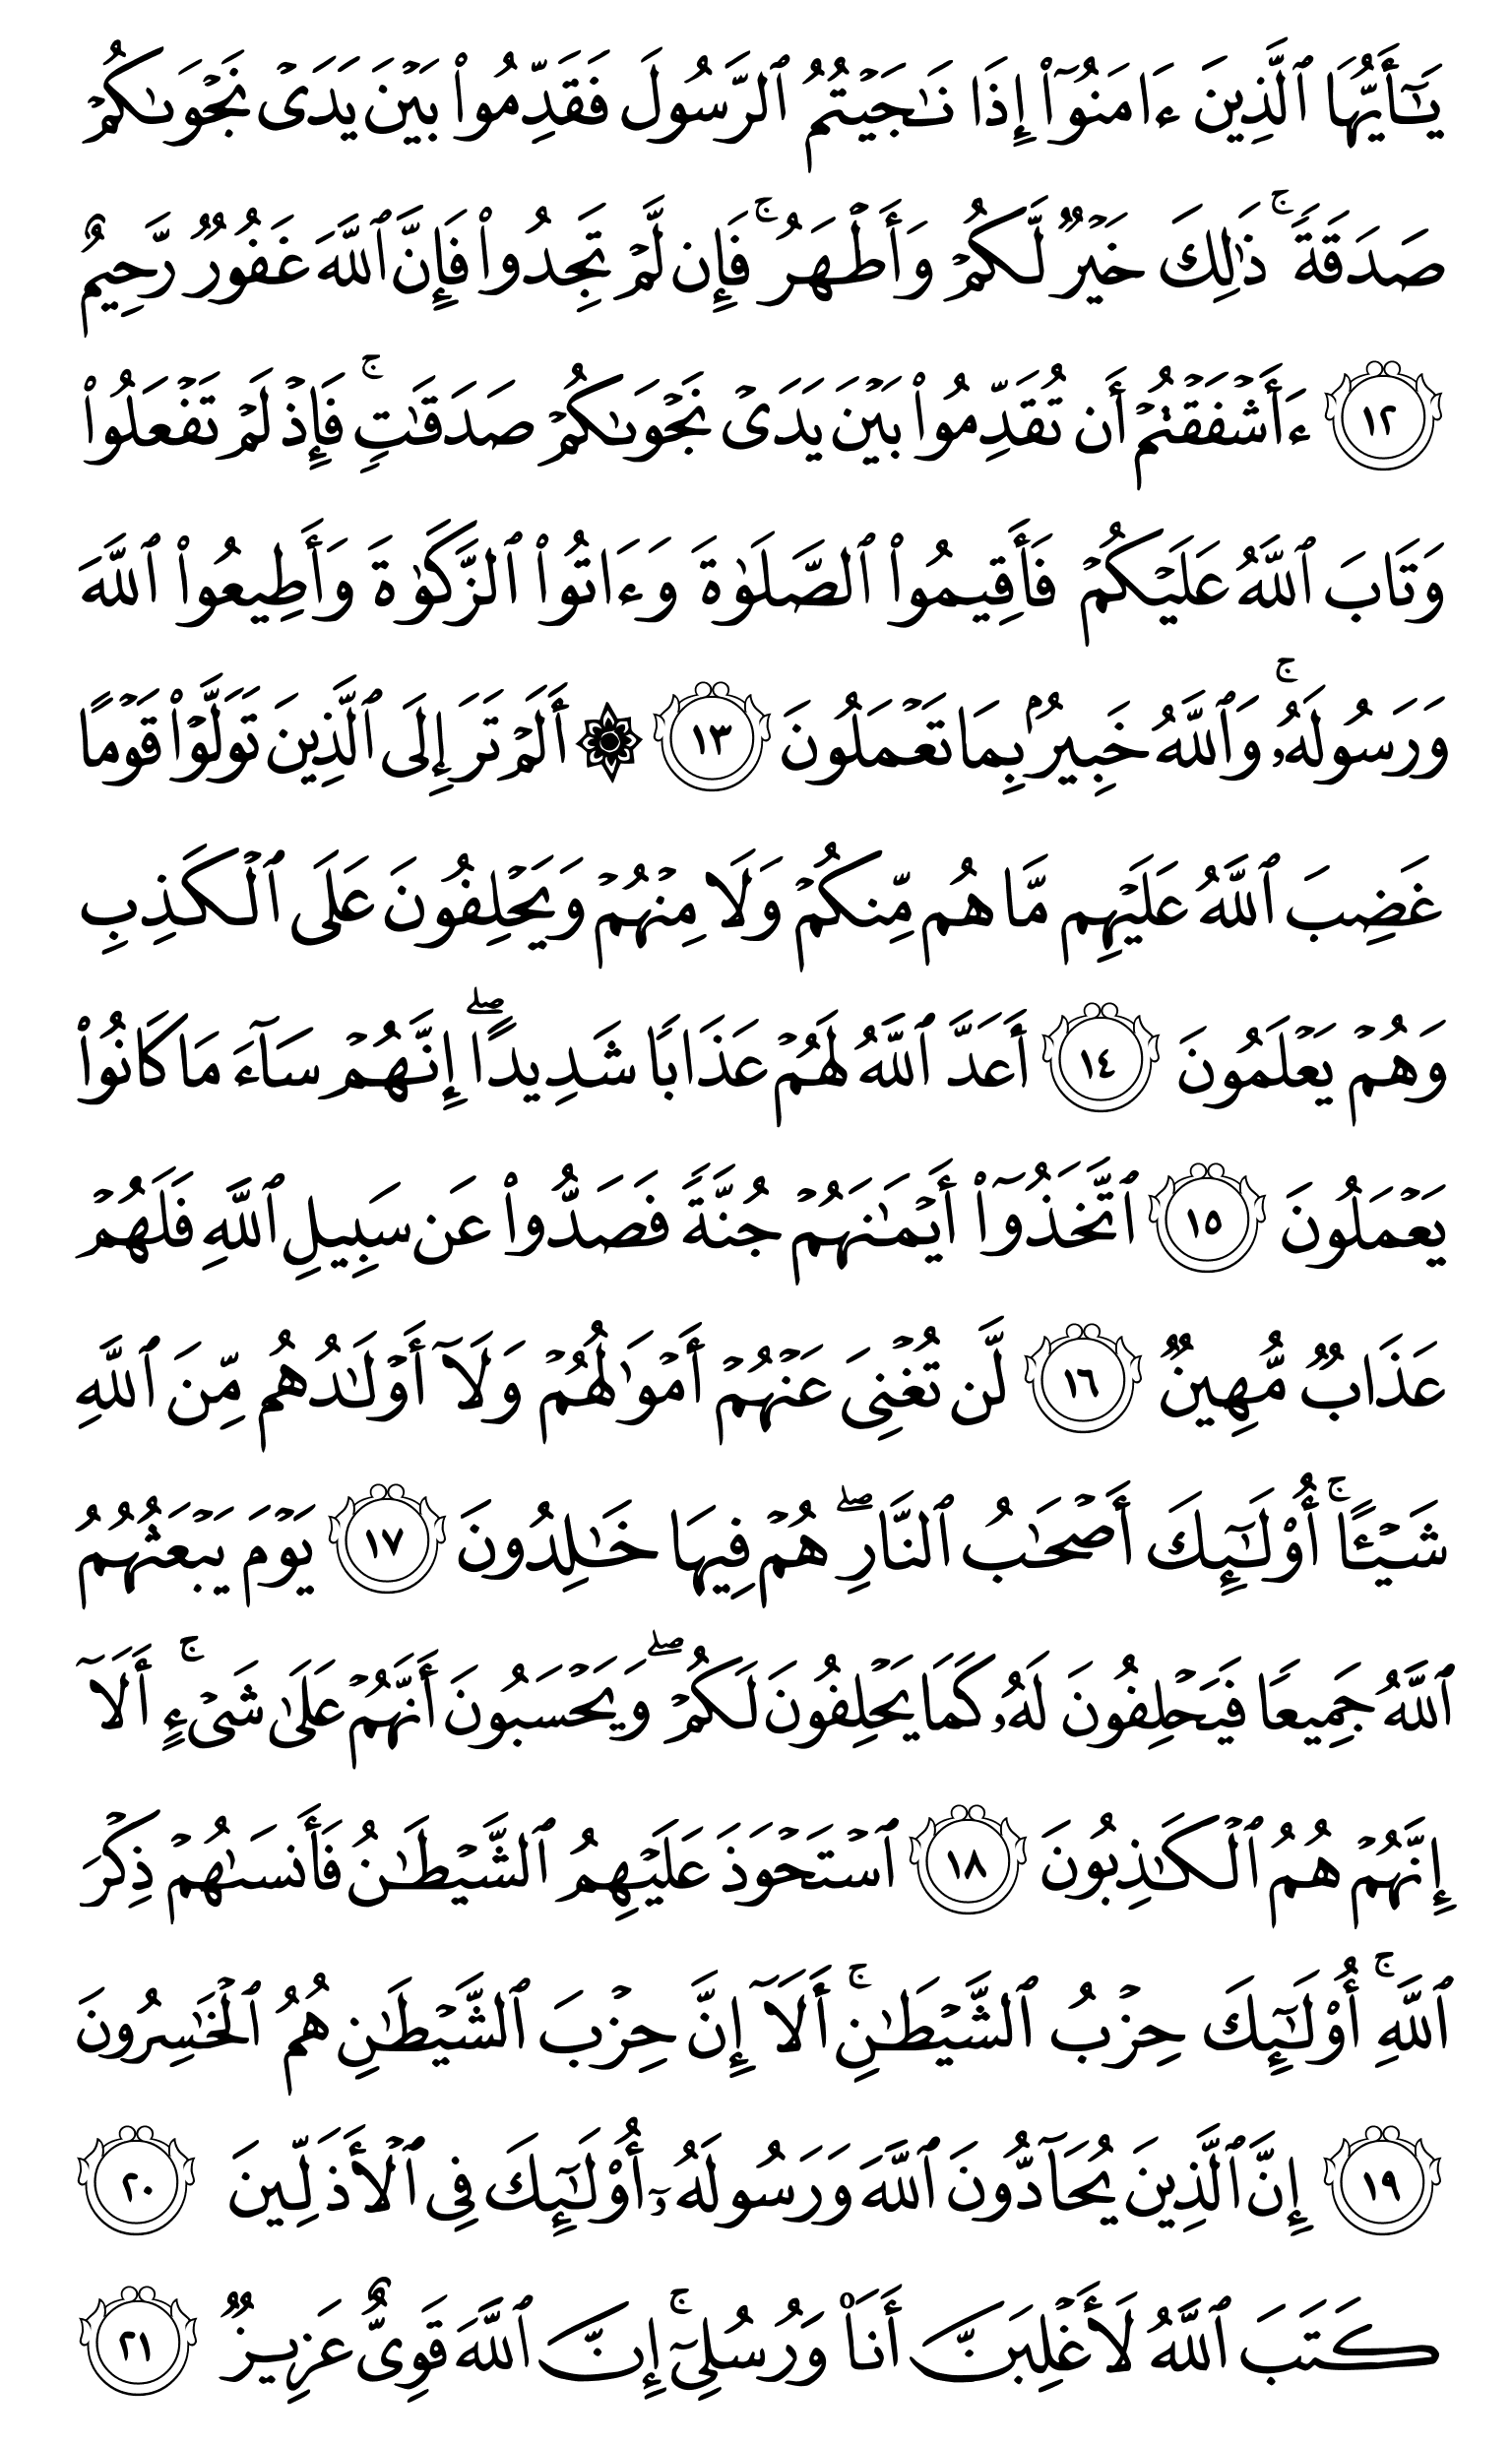 يَـٰٓأَيُّهَا ٱلَّذِينَ ءَامَنُوٓا۟ إِذَا نَـٰجَيْتُمُ ٱلرَّسُولَ فَقَدِّمُوا۟ بَيْنَ يَدَىْ نَجْوَىٰكُمْ
صَدَقَةً ۚ ذَٰلِكَ خَيْرٌ لَّكُمْ وَأَطْهَرُ ۚ فَإِن لَّمْ تَجِدُوا۟ فَإِنَّ ٱللَّهَ غَفُورٌ رَّحِيمٌ
١٢ ءَأَشْفَقْتُمْ أَن تُقَدِّمُوا۟ بَيْنَ يَدَىْ نَجْوَىٰكُمْ صَدَقَـٰتٍ ۚ فَإِذْ لَمْ تَفْعَلُوا۟
وَتَابَ ٱللَّهُ عَلَيْكُمْ فَأَقِيمُوا۟ ٱلصَّلَوٰةَ وَءَاتُوا۟ ٱلزَّكَوٰةَ وَأَطِيعُوا۟ ٱللَّهَ
وَرَسُولَهُۥ ۚ وَٱللَّهُ خَبِيرٌۢ بِمَا تَعْمَلُونَ ١٣ ۞ أَلَمْ تَرَ إِلَى ٱلَّذِينَ تَوَلَّوْا۟ قَوْمًا
غَضِبَ ٱللَّهُ عَلَيْهِم مَّا هُم مِّنكُمْ وَلَا مِنْهُمْ وَيَحْلِفُونَ عَلَى ٱلْكَذِبِ
وَهُمْ يَعْلَمُونَ ١٤ أَعَدَّ ٱللَّهُ لَهُمْ عَذَابًا شَدِيدًا ۖ إِنَّهُمْ سَآءَ مَا كَانُوا۟
يَعْمَلُونَ ١٥ ٱتَّخَذُوٓا۟ أَيْمَـٰنَهُمْ جُنَّةً فَصَدُّوا۟ عَن سَبِيلِ ٱللَّهِ فَلَهُمْ
عَذَابٌ مُّهِينٌ ١٦ لَّن تُغْنِىَ عَنْهُمْ أَمْوَٰلُهُمْ وَلَآ أَوْلَـٰدُهُم مِّنَ ٱللَّهِ
شَيْـًٔا ۚ أُو۟لَـٰٓئِكَ أَصْحَـٰبُ ٱلنَّارِ ۖ هُمْ فِيهَا خَـٰلِدُونَ ١٧ يَوْمَ يَبْعَثُهُمُ
ٱللَّهُ جَمِيعًا فَيَحْلِفُونَ لَهُۥ كَمَا يَحْلِفُونَ لَكُمْ ۖ وَيَحْسَبُونَ أَنَّهُمْ عَلَىٰ شَىْءٍ ۚ أَلَآ
إِنَّهُمْ هُمُ ٱلْكَـٰذِبُونَ ١٨ ٱسْتَحْوَذَ عَلَيْهِمُ ٱلشَّيْطَـٰنُ فَأَنسَىٰهُمْ ذِكْرَ
ٱللَّهِ ۚ أُو۟لَـٰٓئِكَ حِزْبُ ٱلشَّيْطَـٰنِ ۚ أَلَآ إِنَّ حِزْبَ ٱلشَّيْطَـٰنِ هُمُ ٱلْخَـٰسِرُونَ
١٩ إِنَّ ٱلَّذِينَ يُحَآدُّونَ ٱللَّهَ وَرَسُولَهُۥٓ أُو۟لَـٰٓئِكَ فِى ٱلْأَذَلِّينَ ٢٠
كَتَبَ ٱللَّهُ لَأَغْلِبَنَّ أَنَا۠ وَرُسُلِىٓ ۚ إِنَّ ٱللَّهَ قَوِىٌّ عَزِيزٌ ٢١